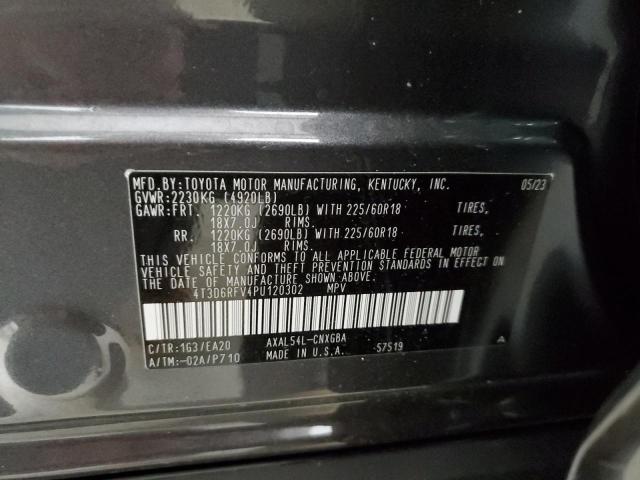 MFD.BY:TOYOTA MOTOR MANUFACTURING, KENTUCKY, INC. 05/23
GVWR:2230KG (4920LB)
GAWR:FRT. 1220KG (2690LB) WITH 225/60R18 TIRES,
18X7.0J RIMS.
RR. 1220KG (2690LB) WITH 225/60R18 TIRES,
18X7.0J RIMS.
THIS VEHICLE CONFORMS TO ALL APPLICABLE FEDERAL MOTOR
VEHICLE SAFETY AND THEFT PREVENTION STANDARDS IN EFFECT ON
THE DATE OF MANUFACTURE SHOWN ABOVE.
4T3D6RFV4PU120302 MPV
C/TR:1G3/EA20 AXAL54L-CNXGBA
A/TM:-02A/P710 MADE IN U.S.A. 57519